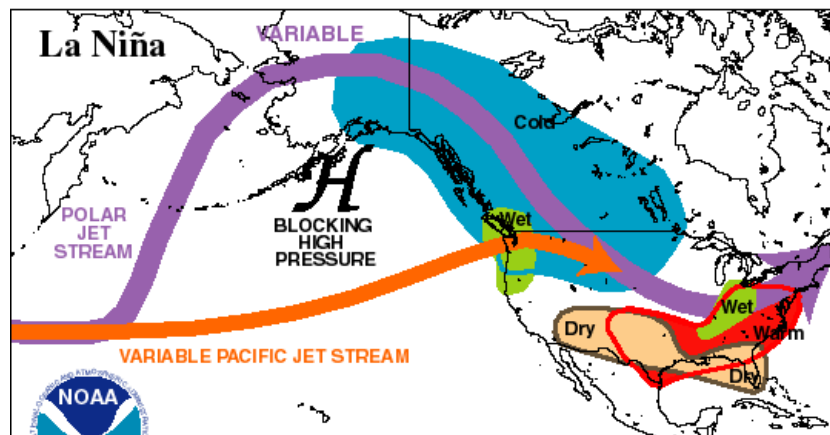 La Niña
VARIABLE
Cold
POLAR
JET
STREAM
H
BLOCKING
HIGH
PRESSURE
Wet
VARIABLE PACIFIC JET STREAM
Dry
Wet
Warm
Dry
NOAA